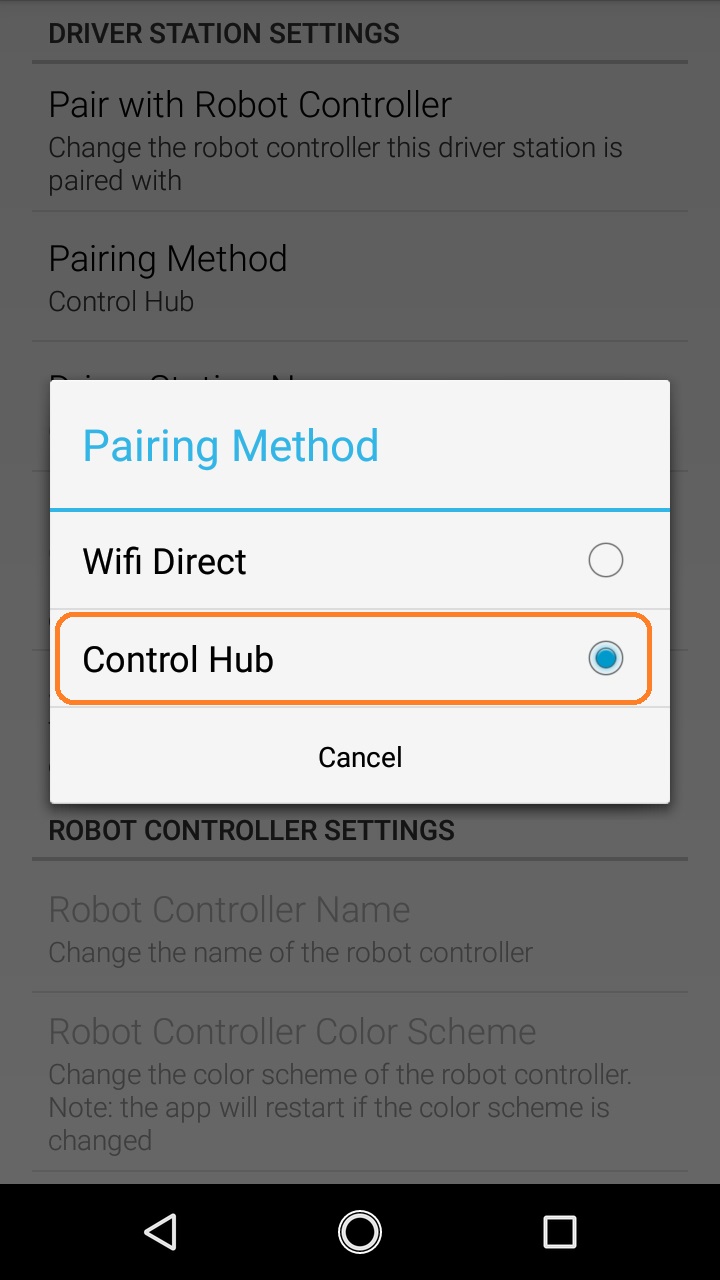 DRIVER STATION SETTINGS
Pair with Robot Controller
Change the robot controller this driver station is
paired with
Pairing Method
Control Hub
Pairing Method
Wifi Direct
Control Hub
Cancel
ROBOT CONTROLLER SETTINGS
Robot Controller Name
Change the name of the robot controller
Robot Controller Color Scheme
Change the color scheme of the robot controller.
Note: the app will restart if the color scheme is
changed